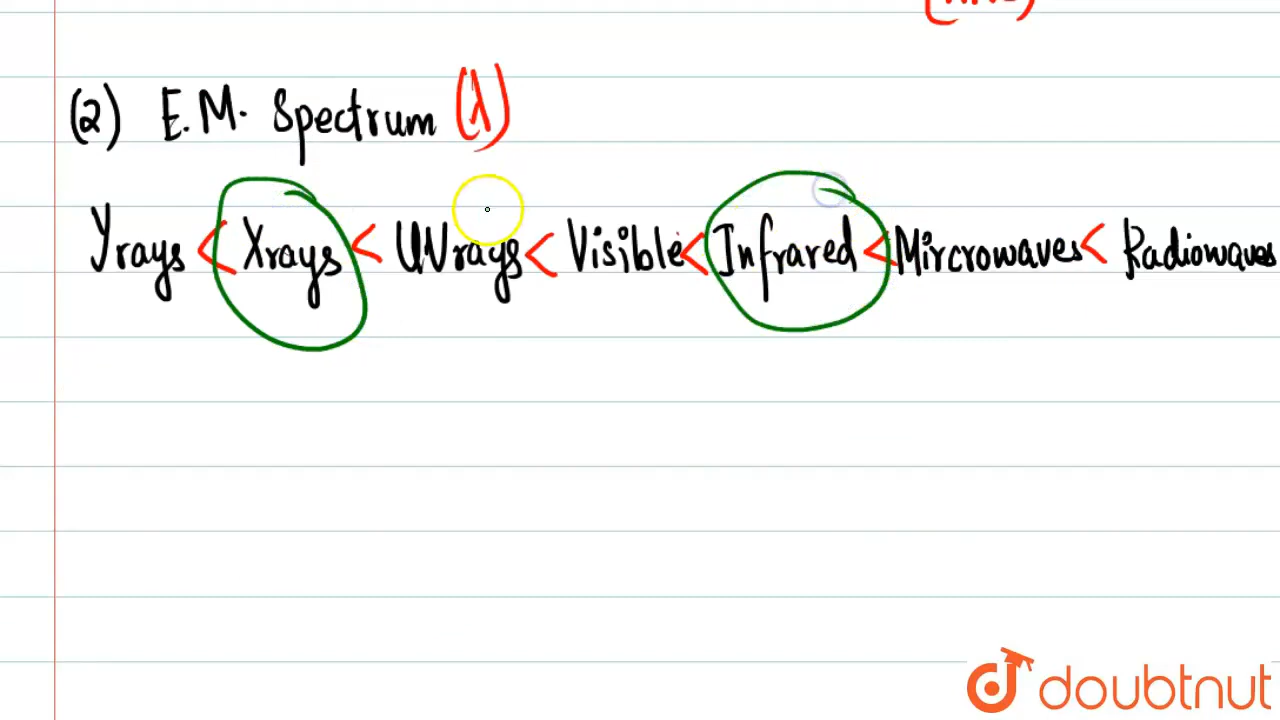 (2) E.M. Spectrum (λ)
γrays < Xrays < UVrays < Visible < Infrared < Mircrowaves < Radiowaves
doubtnut